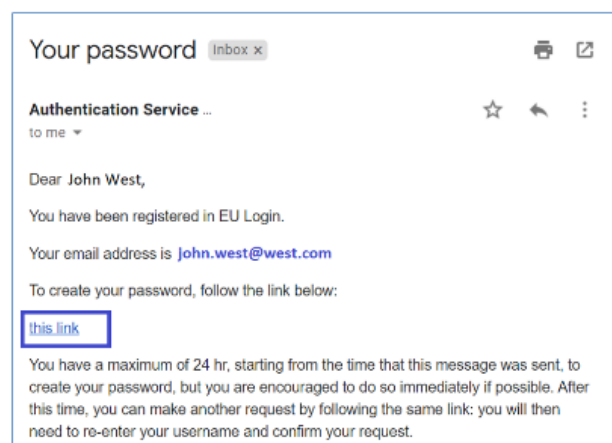 Your password Inbox x
Authentication Service ...
to me
Dear John West,
You have been registered in EU Login.
Your email address is John.west@west.com
To create your password, follow the link below:
this link
You have a maximum of 24 hr, starting from the time that this message was sent, to
create your password, but you are encouraged to do so immediately if possible. After
this time, you can make another request by following the same link: you will then
need to re-enter your username and confirm your request.